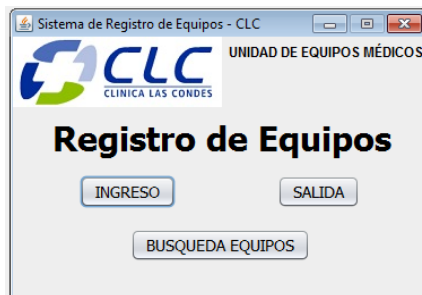 Sistema de Registro de Equipos - CLC
CLC
CLINICA LAS CONDES
UNIDAD DE EQUIPOS MÉDICOS
Registro de Equipos
INGRESO
SALIDA
BUSQUEDA EQUIPOS